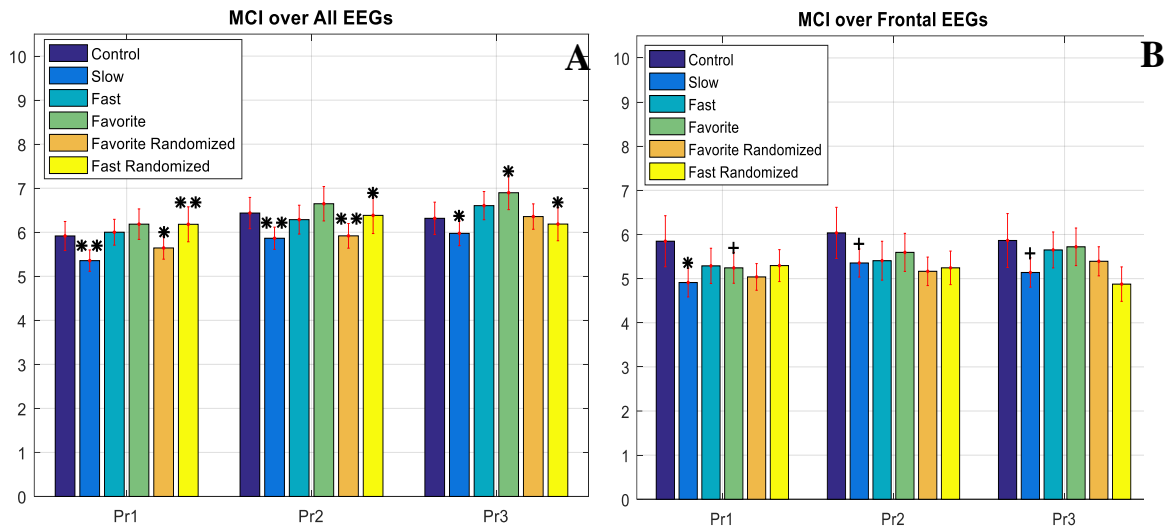 MCI over All EEGs
A
10
9
8
7
6
5
4
3
2
1
0
Control
Slow
Fast
Favorite
Favorite Randomized
Fast Randomized
** * **
** ** *
* * *
Pr1 Pr2 Pr3
MCI over Frontal EEGs
B
10
9
8
7
6
5
4
3
2
1
0
Control
Slow
Fast
Favorite
Favorite Randomized
Fast Randomized
* +
+
+
Pr1 Pr2 Pr3